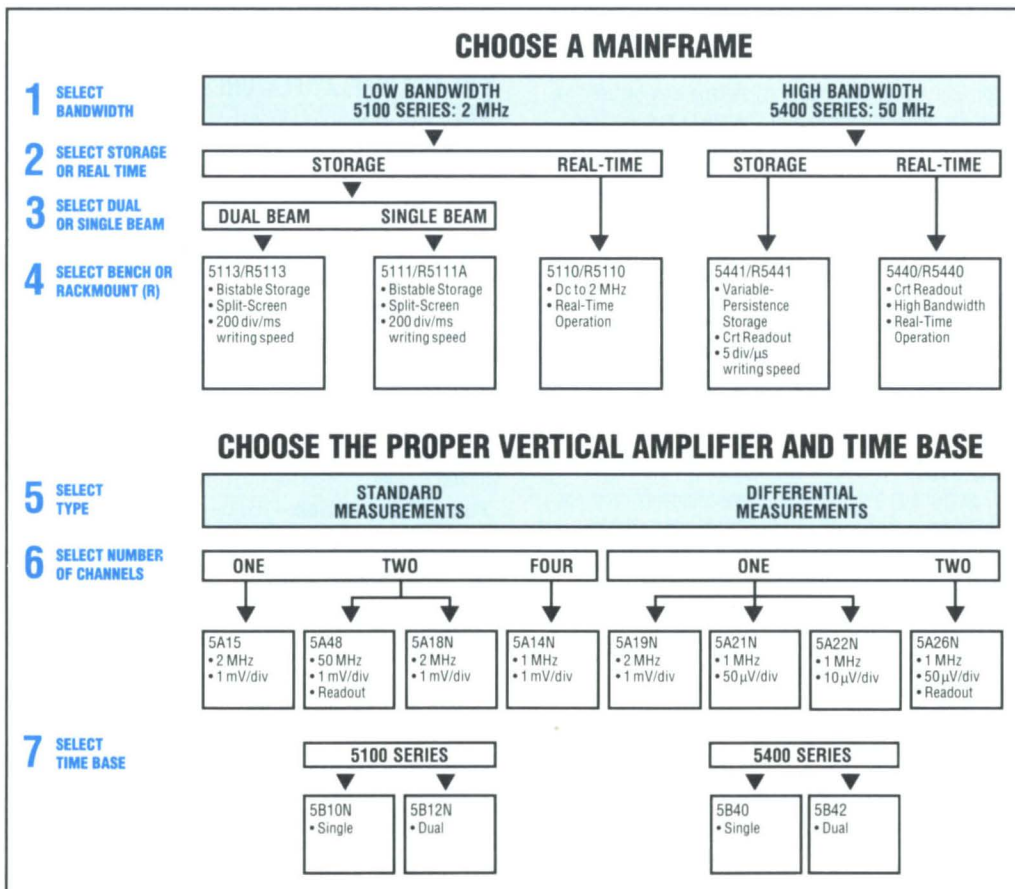 CHOOSE A MAINFRAME
1 SELECT
BANDWIDTH
LOW BANDWIDTH
5100 SERIES: 2 MHz
HIGH BANDWIDTH
5400 SERIES: 50 MHz
2 SELECT STORAGE
OR REAL TIME
STORAGE
REAL-TIME
STORAGE
REAL-TIME
3 SELECT DUAL
OR SINGLE BEAM
DUAL BEAM
SINGLE BEAM
4 SELECT BENCH OR
RACKMOUNT (R)
5113/R5113
• Bistable Storage
• Split-Screen
• 200 div/ms
writing speed
5111/R5111A
• Bistable Storage
• Split-Screen
• 200 div/ms
writing speed
5110/R5110
• Dc to 2 MHz
• Real-Time
Operation
5441/R5441
• Variable-
Persistence
Storage
• Crt Readout
• 5 div/µs
writing speed
5440/R5440
• Crt Readout
• High Bandwidth
• Real-Time
Operation
CHOOSE THE PROPER VERTICAL AMPLIFIER AND TIME BASE
5 SELECT
TYPE
STANDARD
MEASUREMENTS
DIFFERENTIAL
MEASUREMENTS
6 SELECT NUMBER
OF CHANNELS
ONE
TWO
FOUR
ONE
TWO
5A15
• 2 MHz
• 1 mV/div
5A48
• 50 MHz
• 1 mV/div
• Readout
5A18N
• 2 MHz
• 1 mV/div
5A14N
• 1 MHz
• 1 mV/div
5A19N
• 2 MHz
• 1 mV/div
5A21N
• 1 MHz
• 50 µV/div
5A22N
• 1 MHz
• 10 µV/div
5A26N
• 1 MHz
• 50 µV/div
• Readout
7 SELECT
TIME BASE
5100 SERIES
5400 SERIES
5B10N
• Single
5B12N
• Dual
5B40
• Single
5B42
• Dual